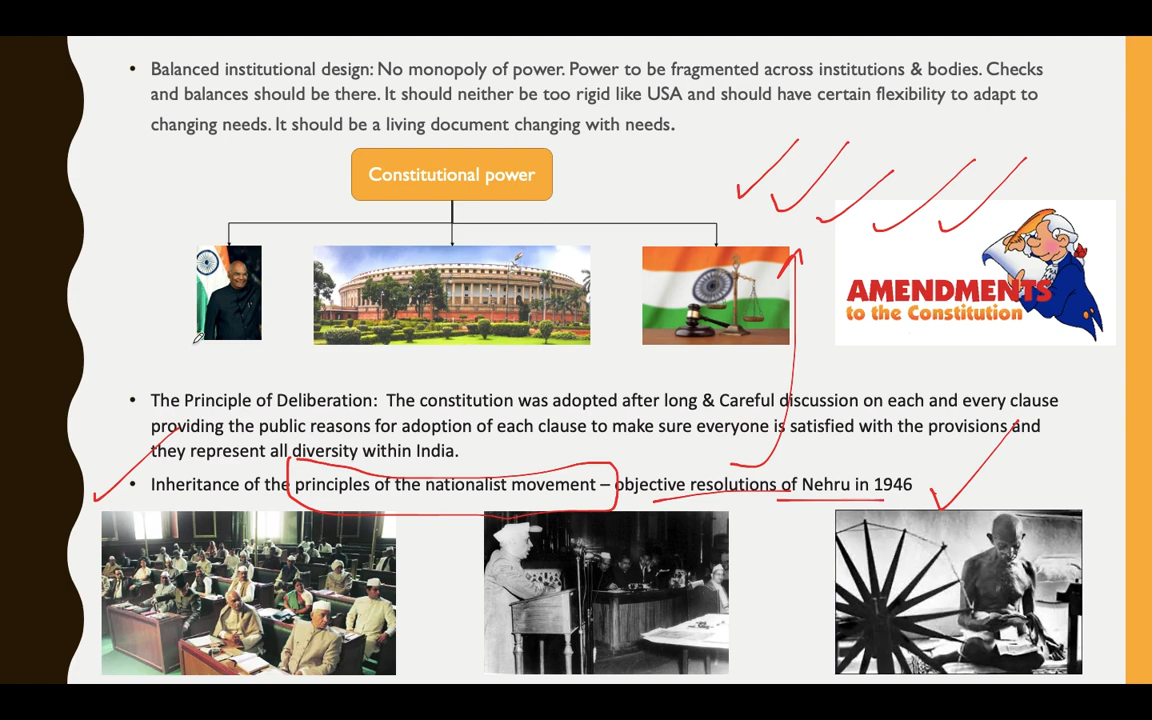 • Balanced institutional design: No monopoly of power. Power to be fragmented across institutions & bodies. Checks
and balances should be there. It should neither be too rigid like USA and should have certain flexibility to adapt to
changing needs. It should be a living document changing with needs.
Constitutional power
AMENDMENTS
to the Constitution
• The Principle of Deliberation: The constitution was adopted after long & Careful discussion on each and every clause
providing the public reasons for adoption of each clause to make sure everyone is satisfied with the provisions and
they represent all diversity within India.
• Inheritance of the principles of the nationalist movement – objective resolutions of Nehru in 1946